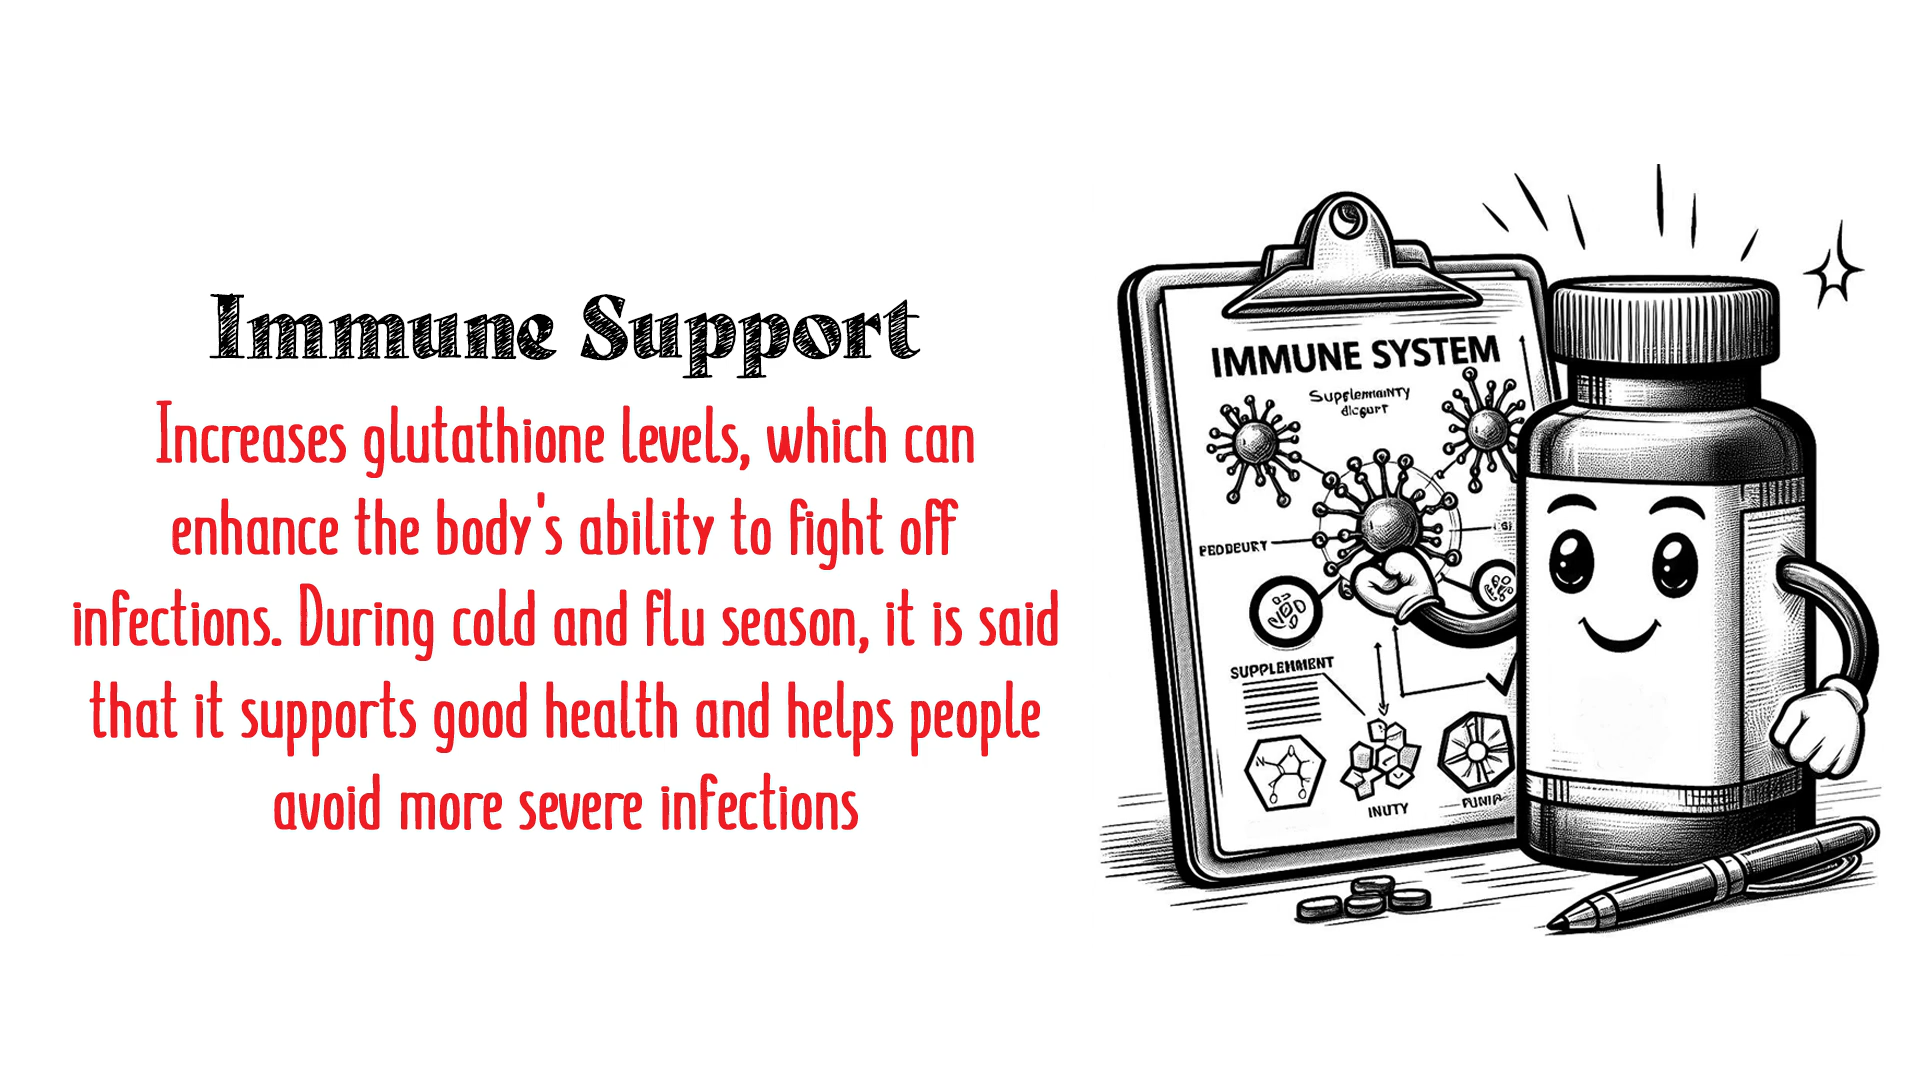 Immune Support
Increases glutathione levels, which can
enhance the body's ability to fight off
infections. During cold and flu season, it is said
that it supports good health and helps people
avoid more severe infections
IMMUNE SYSTEM
PEDDEURY
SUPPLEMMENT
INUTY